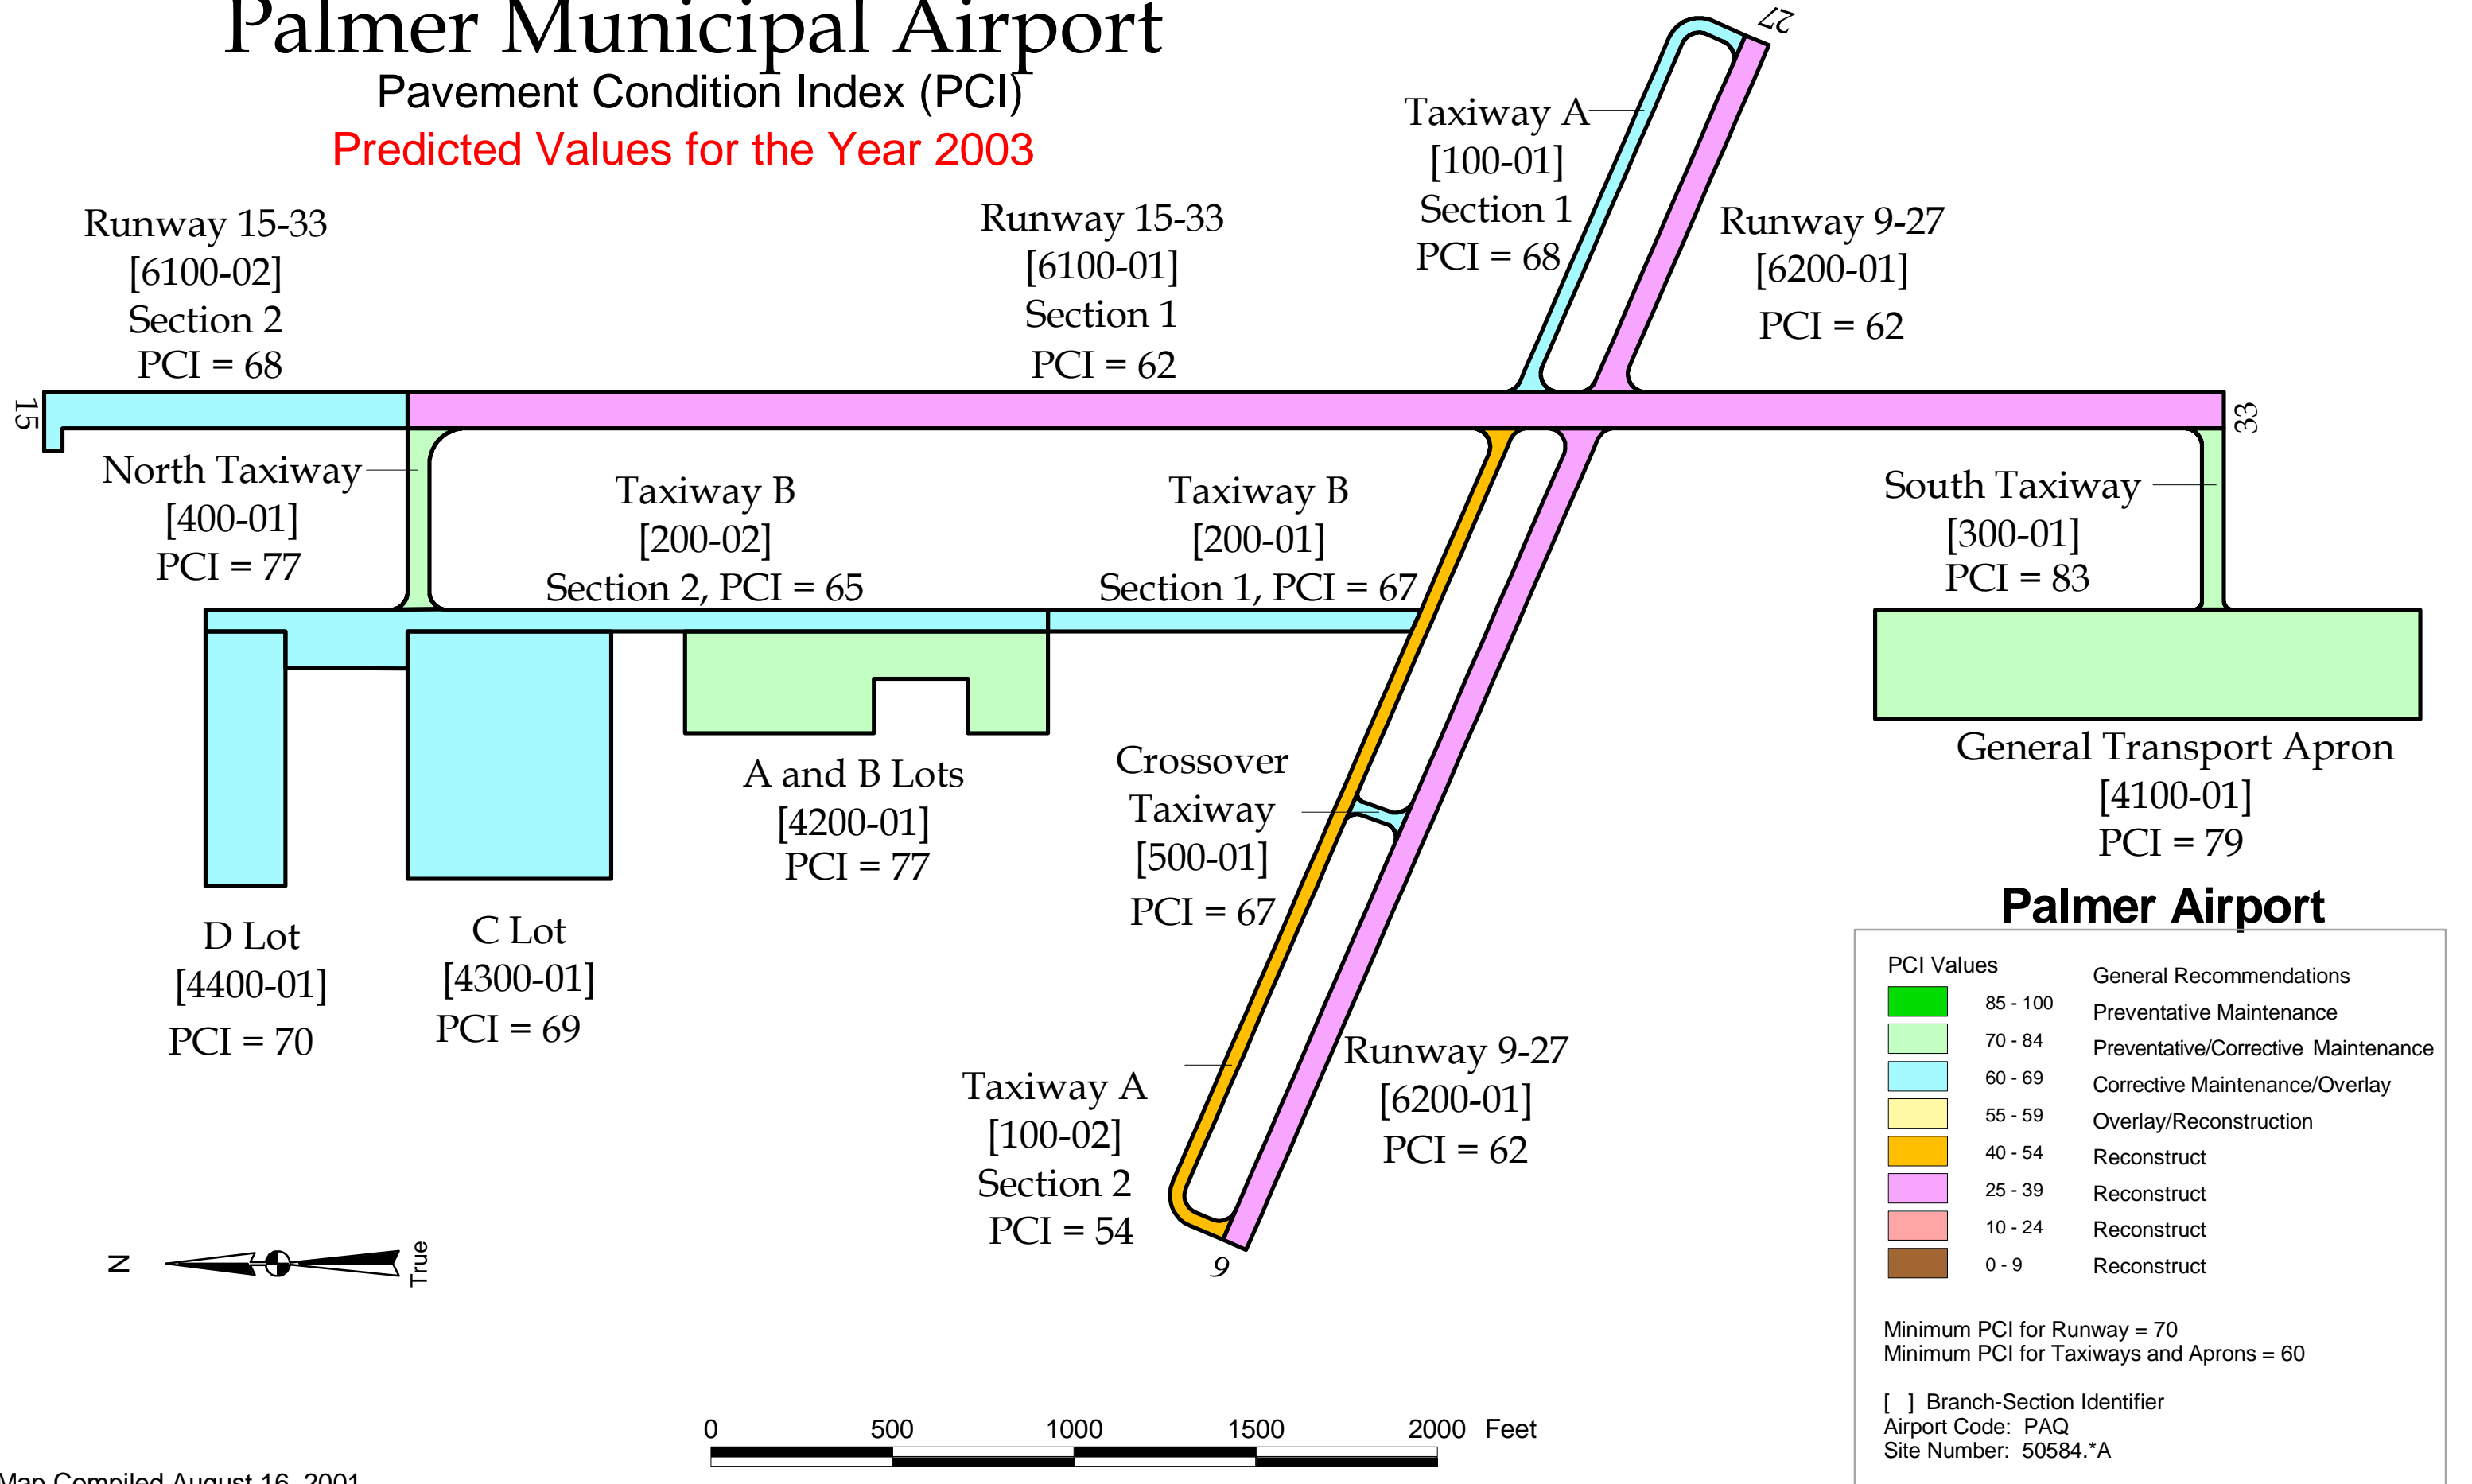 Palmer Municipal Airport
Pavement Condition Index (PCI)
Predicted Values for the Year 2003
27
Taxiway A
[100-01]
Section 1
PCI = 68
Runway 9-27
[6200-01]
PCI = 62
Runway 15-33
[6100-02]
Section 2
PCI = 68
Runway 15-33
[6100-01]
Section 1
PCI = 62
15
33
North Taxiway
[400-01]
PCI = 77
Taxiway B
[200-02]
Section 2, PCI = 65
Taxiway B
[200-01]
Section 1, PCI = 67
South Taxiway
[300-01]
PCI = 83
General Transport Apron
[4100-01]
PCI = 79
A and B Lots
[4200-01]
PCI = 77
Crossover
Taxiway
[500-01]
PCI = 67
D Lot
[4400-01]
PCI = 70
C Lot
[4300-01]
PCI = 69
Taxiway A
[100-02]
Section 2
PCI = 54
Runway 9-27
[6200-01]
PCI = 62
9
N
True
Palmer Airport
PCI Values
General Recommendations
85 - 100 Preventative Maintenance
70 - 84 Preventative/Corrective Maintenance
60 - 69 Corrective Maintenance/Overlay
55 - 59 Overlay/Reconstruction
40 - 54 Reconstruct
25 - 39 Reconstruct
10 - 24 Reconstruct
0 - 9 Reconstruct
Minimum PCI for Runway = 70
Minimum PCI for Taxiways and Aprons = 60
[ ] Branch-Section Identifier
Airport Code: PAQ
Site Number: 50584.*A
0 500 1000 1500 2000 Feet
Map Compiled August 16, 2001